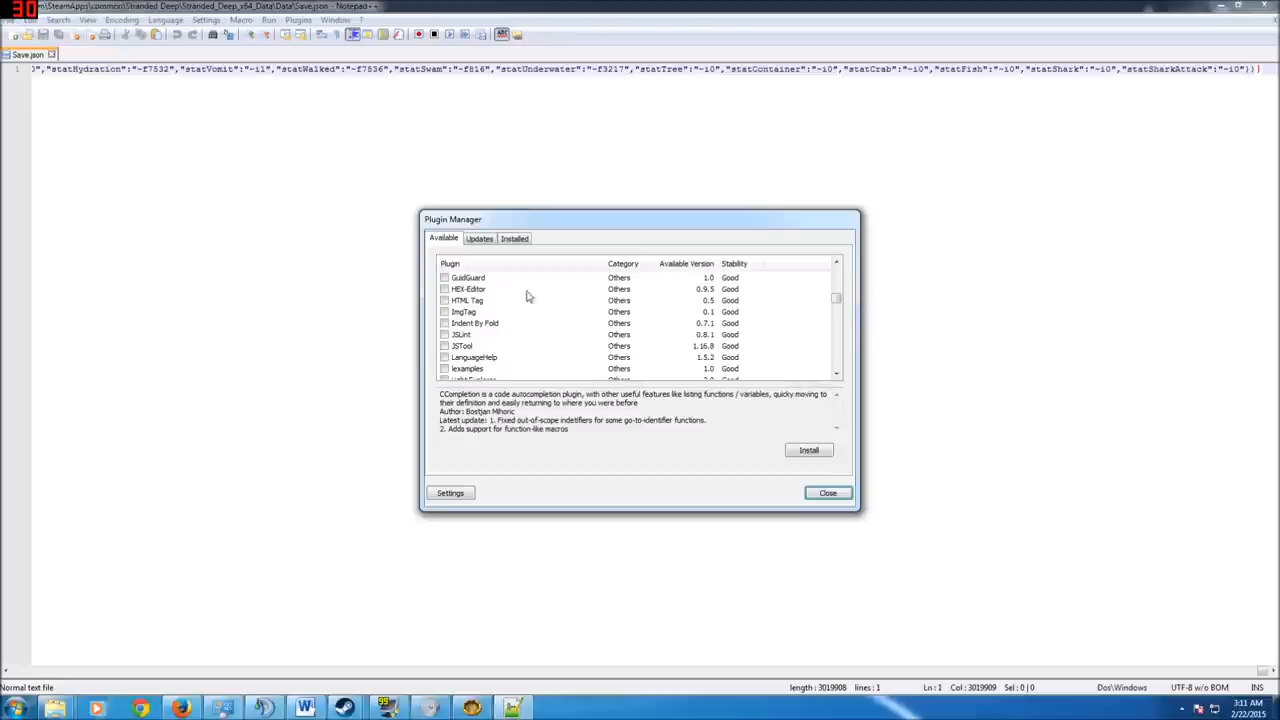 30
m\SteamApps\common\Stranded Deep\Stranded_Deep_x64_Data\Data\Save.json - Notepad++
Edit Search View Encoding Language Settings Macro Run Plugins Window
Save.json
1 0","statHydration":"~f7532","statVomit":"~i1","statWalked":"~f7836","statSwam":"~f816","statUnderwater":"~f3217","statTree":"~i0","statContainer":"~i0","statCrab":"~i0","statFish":"~i0","statShark":"~i0","statSharkAttack":"~i0"}}
Plugin Manager
Available Updates Installed
Plugin Category Available Version Stability
GuidGuard Others 1.0 Good
HEX-Editor Others 0.9.5 Good
HTML Tag Others 0.5 Good
ImgTag Others 0.1 Good
Indent By Fold Others 0.7.1 Good
JSLint Others 0.8.1 Good
JSTool Others 1.16.8 Good
LanguageHelp Others 1.5.2 Good
lexamples Others 1.0 Good
CCompletion is a code autocompletion plugin, with other useful features like listing functions / variables, quicky moving to
their definition and easily returning to where you were before
Author: Bostjan Mihoric
Latest update: 1. Fixed out-of-scope indetifiers for some go-to-identifier functions.
2. Adds support for function-like macros
Install
Settings Close
Normal text file length : 3019908 lines : 1 Ln : 1 Col : 3019909 Sel : 0 | 0 Dos\Windows UTF-8 w/o BOM INS
99
3:11 AM
2/22/2015